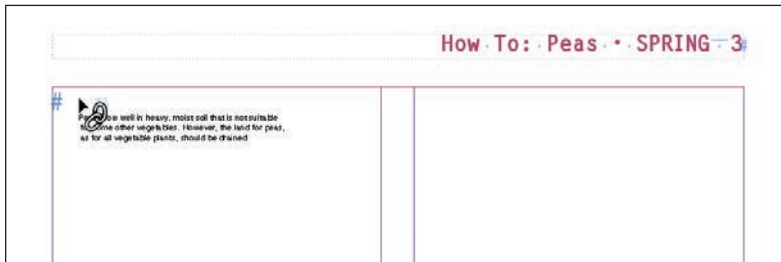 How To: Peas • SPRING 3#
#
well in heavy, moist soil that is not suitable
some other vegetables. However, the land for peas,
as for all vegetable plants, should be drained